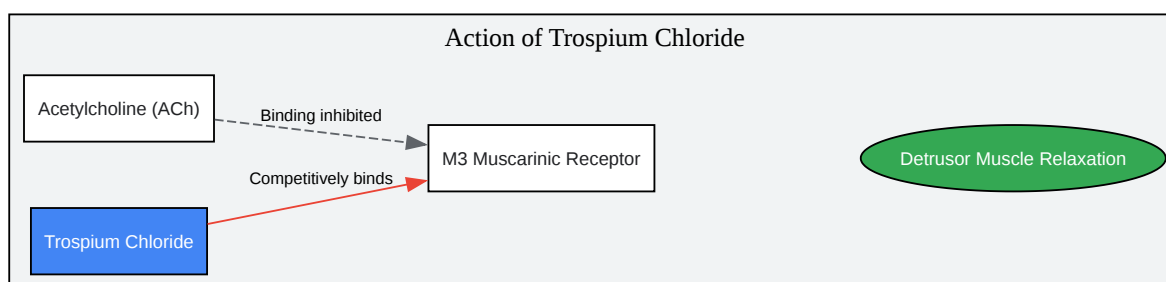 Action of Trospium Chloride
Acetylcholine (ACh)
Binding inhibited
M3 Muscarinic Receptor
Detrusor Muscle Relaxation
Competitively binds
Trospium Chloride